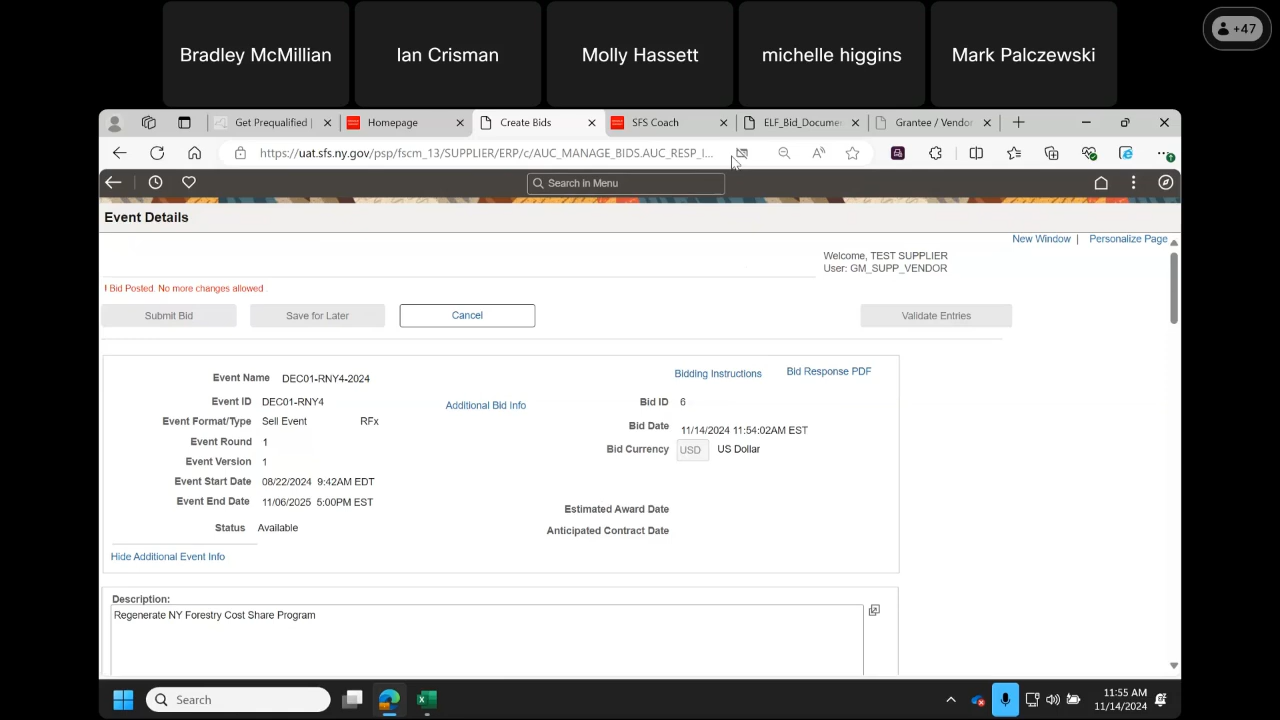 Bradley McMillian
Ian Crisman
Molly Hassett
michelle higgins
Mark Palczewski
+47
Get Prequalified |
Homepage
Create Bids
SFS Coach
ELF_Bid_Docume
Grantee / Vendor
https://uat.sfs.ny.gov/psp/fscm_13/SUPPLIER/ERP/c/AUC_MANAGE_BIDS.AUC_RESP_I...
Search in Menu
Event Details
New Window | Personalize Page
Welcome, TEST SUPPLIER
User: GM_SUPP_VENDOR
! Bid Posted. No more changes allowed
Submit Bid
Save for Later
Cancel
Validate Entries
Event Name DEC01-RNY4-2024
Bidding Instructions
Bid Response PDF
Event ID DEC01-RNY4
Additional Bid Info
Bid ID 6
Event Format/Type Sell Event RFx
Bid Date 11/14/2024 11:54:02AM EST
Event Round 1
Bid Currency USD US Dollar
Event Version 1
Event Start Date 08/22/2024 9:42AM EDT
Event End Date 11/06/2025 5:00PM EST
Estimated Award Date
Status Available
Anticipated Contract Date
Hide Additional Event Info
Description:
Regenerate NY Forestry Cost Share Program
Search
11:55 AM
11/14/2024